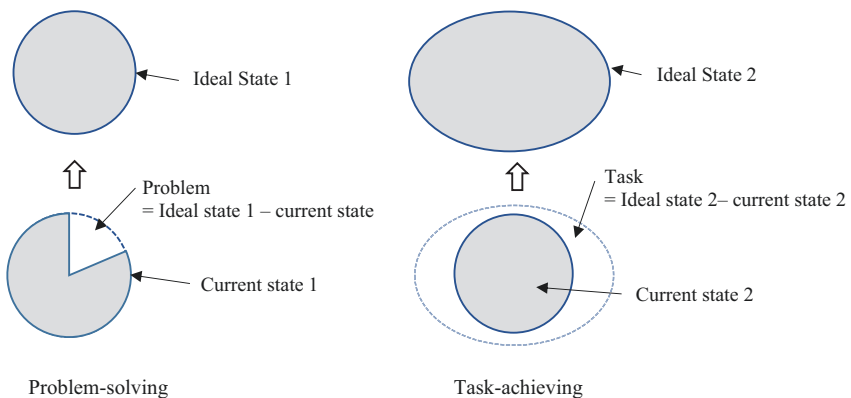 Ideal State 1
Problem
= Ideal state 1 – current state
Current state 1
Problem-solving
Ideal State 2
Task
= Ideal state 2– current state 2
Current state 2
Task-achieving